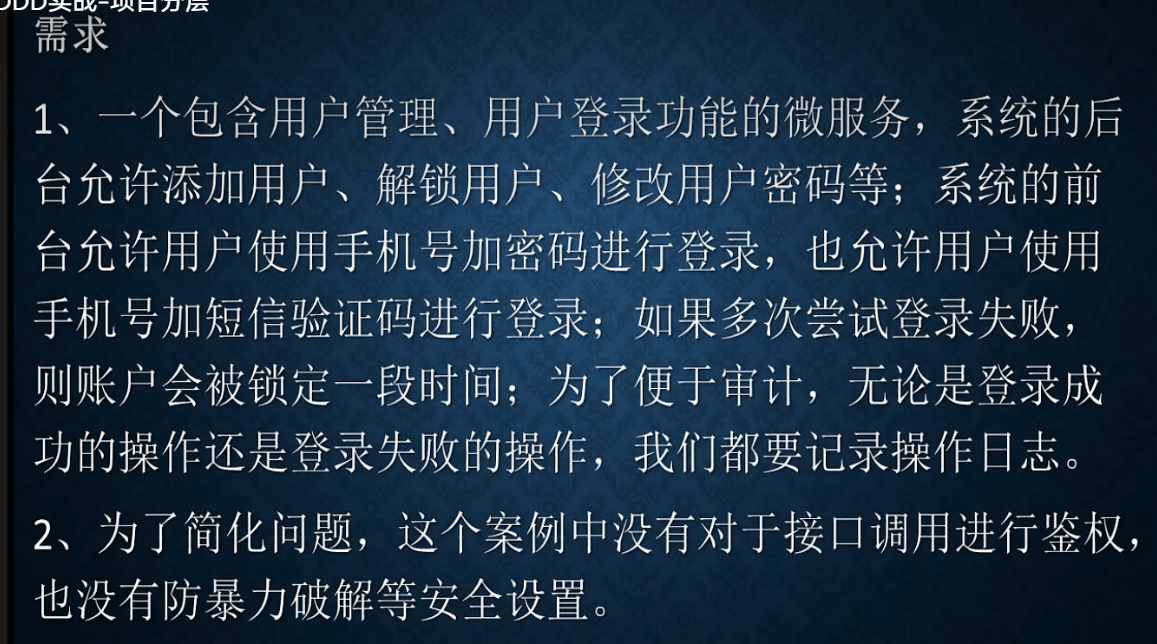 DDD实战-项目分层
需求
1、一个包含用户管理、用户登录功能的微服务，系统的后
台允许添加用户、解锁用户、修改用户密码等；系统的前
台允许用户使用手机号加密码进行登录，也允许用户使用
手机号加短信验证码进行登录；如果多次尝试登录失败，
则账户会被锁定一段时间；为了便于审计，无论是登录成
功的操作还是登录失败的操作，我们都要记录操作日志。
2、为了简化问题，这个案例中没有对于接口调用进行鉴权，
也没有防暴力破解等安全设置。